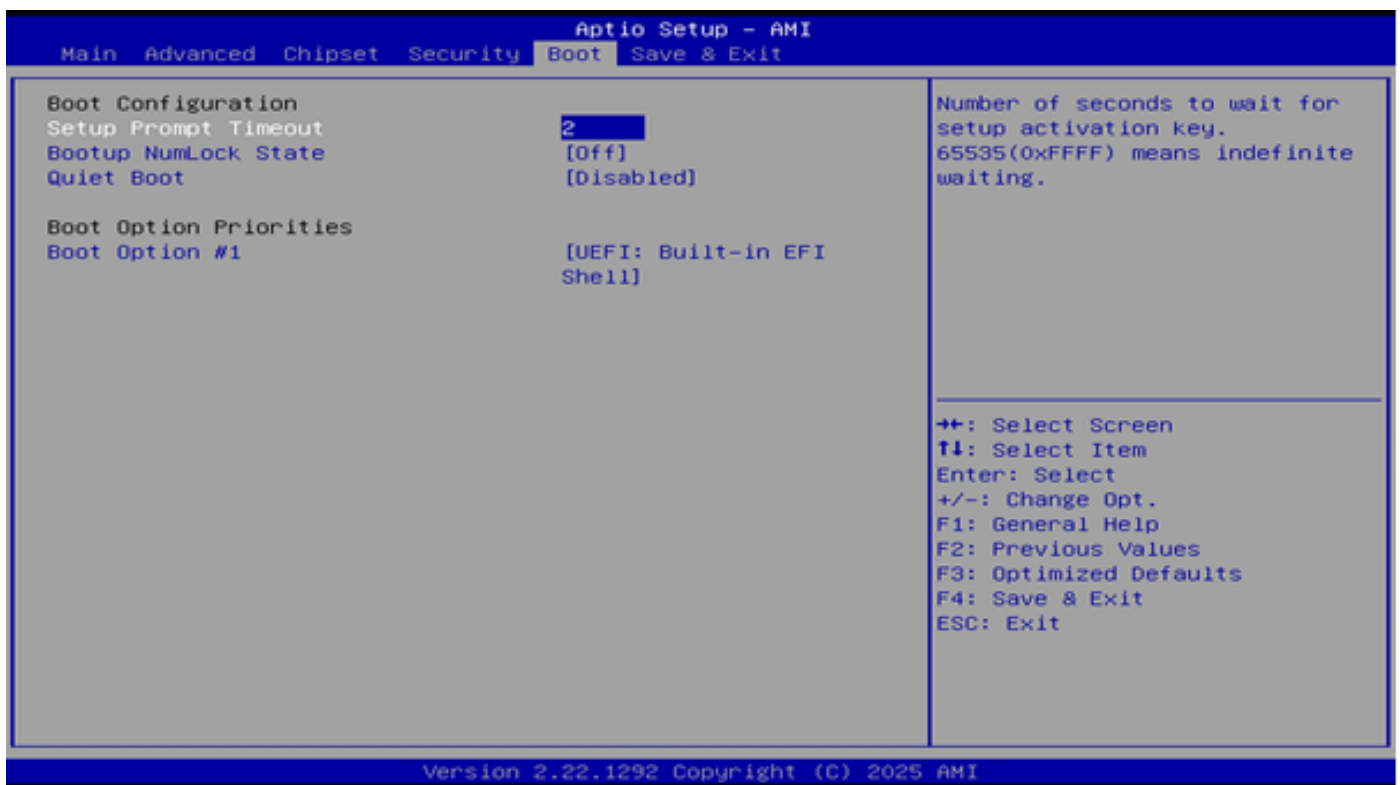 Aptio Setup - AMI
Main Advanced Chipset Security Boot Save & Exit
Boot Configuration
Setup Prompt Timeout 2
Bootup NumLock State [Off]
Quiet Boot [Disabled]
Boot Option Priorities
Boot Option #1 [UEFI: Built-in EFI
Shell]
Number of seconds to wait for
setup activation key.
65535(0xFFFF) means indefinite
waiting.
→←: Select Screen
↑↓: Select Item
Enter: Select
+/-: Change Opt.
F1: General Help
F2: Previous Values
F3: Optimized Defaults
F4: Save & Exit
ESC: Exit
Version 2.22.1292 Copyright (C) 2025 AMI